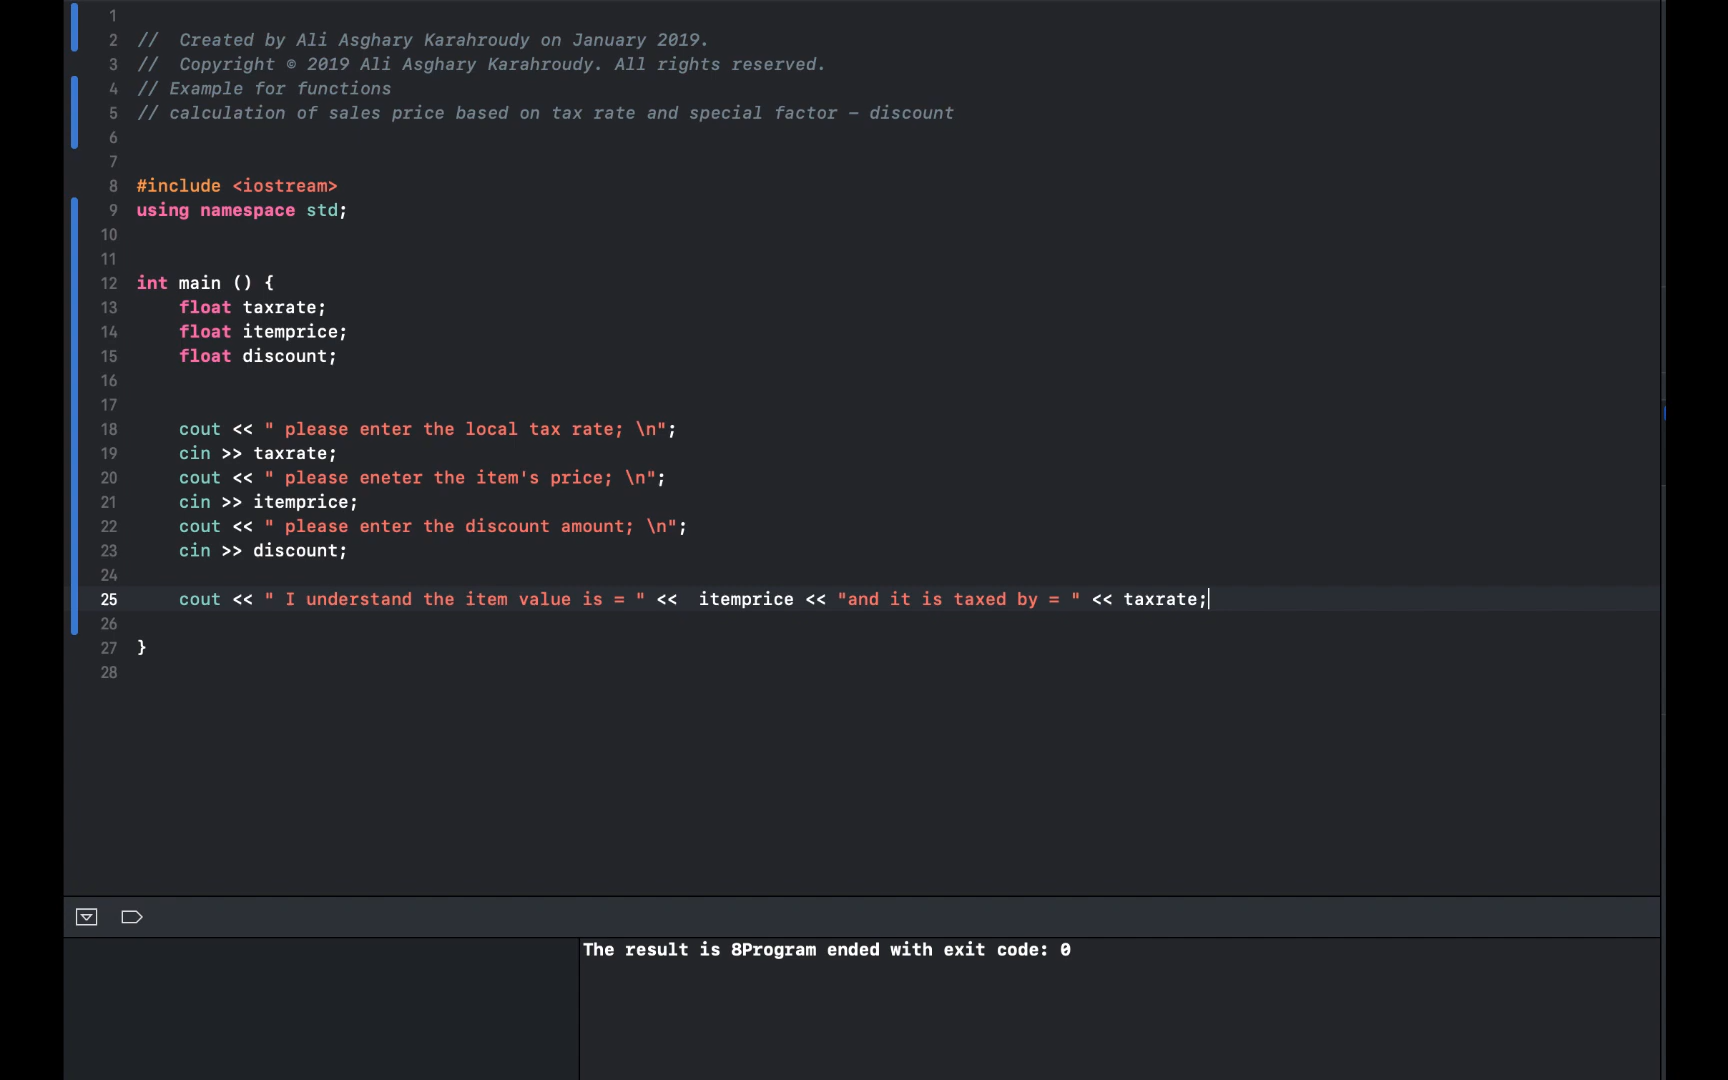 1
2 //  Created by Ali Asghary Karahroudy on January 2019.
3 //  Copyright © 2019 Ali Asghary Karahroudy. All rights reserved.
4 // Example for functions
5 // calculation of sales price based on tax rate and special factor – discount
6
7
8 #include <iostream>
9 using namespace std;
10
11
12 int main () {
13     float taxrate;
14     float itemprice;
15     float discount;
16
17
18     cout << " please enter the local tax rate; \n";
19     cin >> taxrate;
20     cout << " please eneter the item's price; \n";
21     cin >> itemprice;
22     cout << " please enter the discount amount; \n";
23     cin >> discount;
24
25     cout << " I understand the item value is = " <<  itemprice << "and it is taxed by = " << taxrate;
26
27 }
28
The result is 8Program ended with exit code: 0